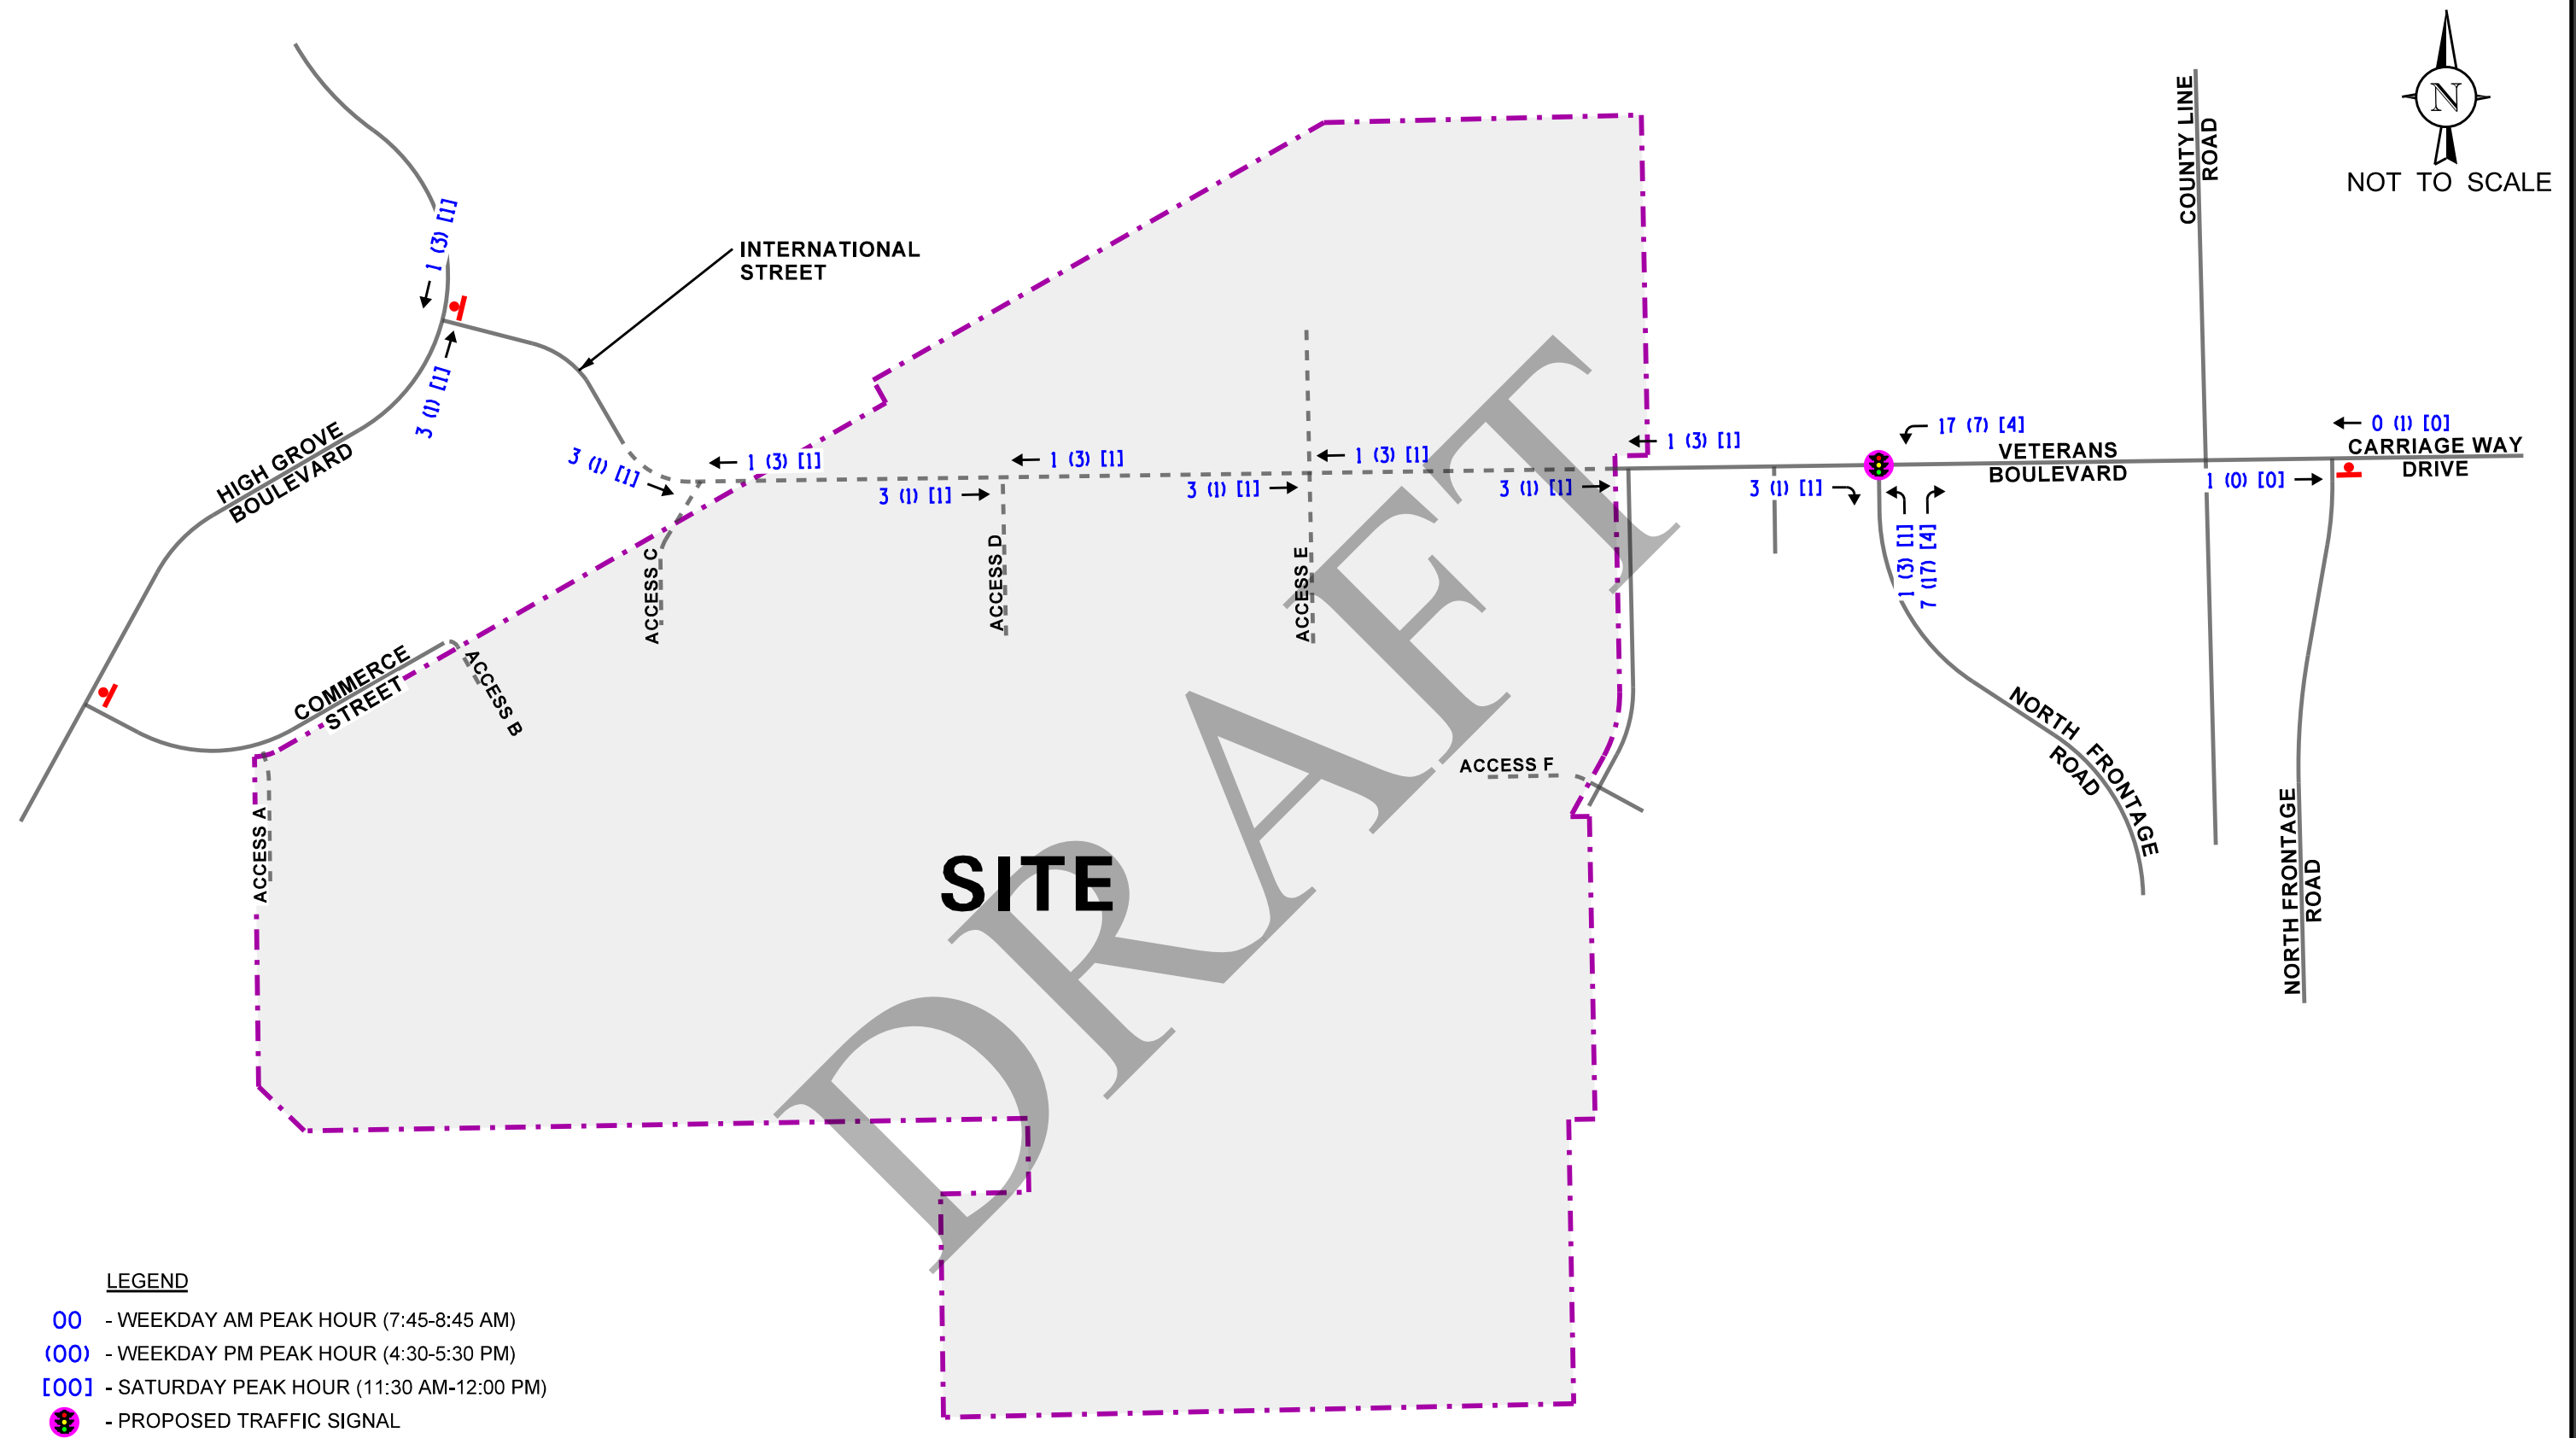 N
NOT TO SCALE
COUNTY LINE
ROAD
INTERNATIONAL
STREET
1 (3) [1]
3 (1) [1]
HIGH GROVE
BOULEVARD
3 (1) [1]
1 (3) [1]
3 (1) [1]
1 (3) [1]
3 (1) [1]
1 (3) [1]
3 (1) [1]
1 (3) [1]
3 (1) [1]
17 (7) [4]
1 (3) [1]
7 (17) [4]
VETERANS
BOULEVARD
0 (1) [0]
CARRIAGE WAY
DRIVE
1 (0) [0]
ACCESS C
ACCESS D
ACCESS E
COMMERCE
STREET
ACCESS B
ACCESS A
ACCESS F
NORTH FRONTAGE
ROAD
NORTH FRONTAGE
ROAD
SITE
DRAFT
LEGEND
00 - WEEKDAY AM PEAK HOUR (7:45-8:45 AM)
(00) - WEEKDAY PM PEAK HOUR (4:30-5:30 PM)
[00] - SATURDAY PEAK HOUR (11:30 AM-12:00 PM)
- PROPOSED TRAFFIC SIGNAL